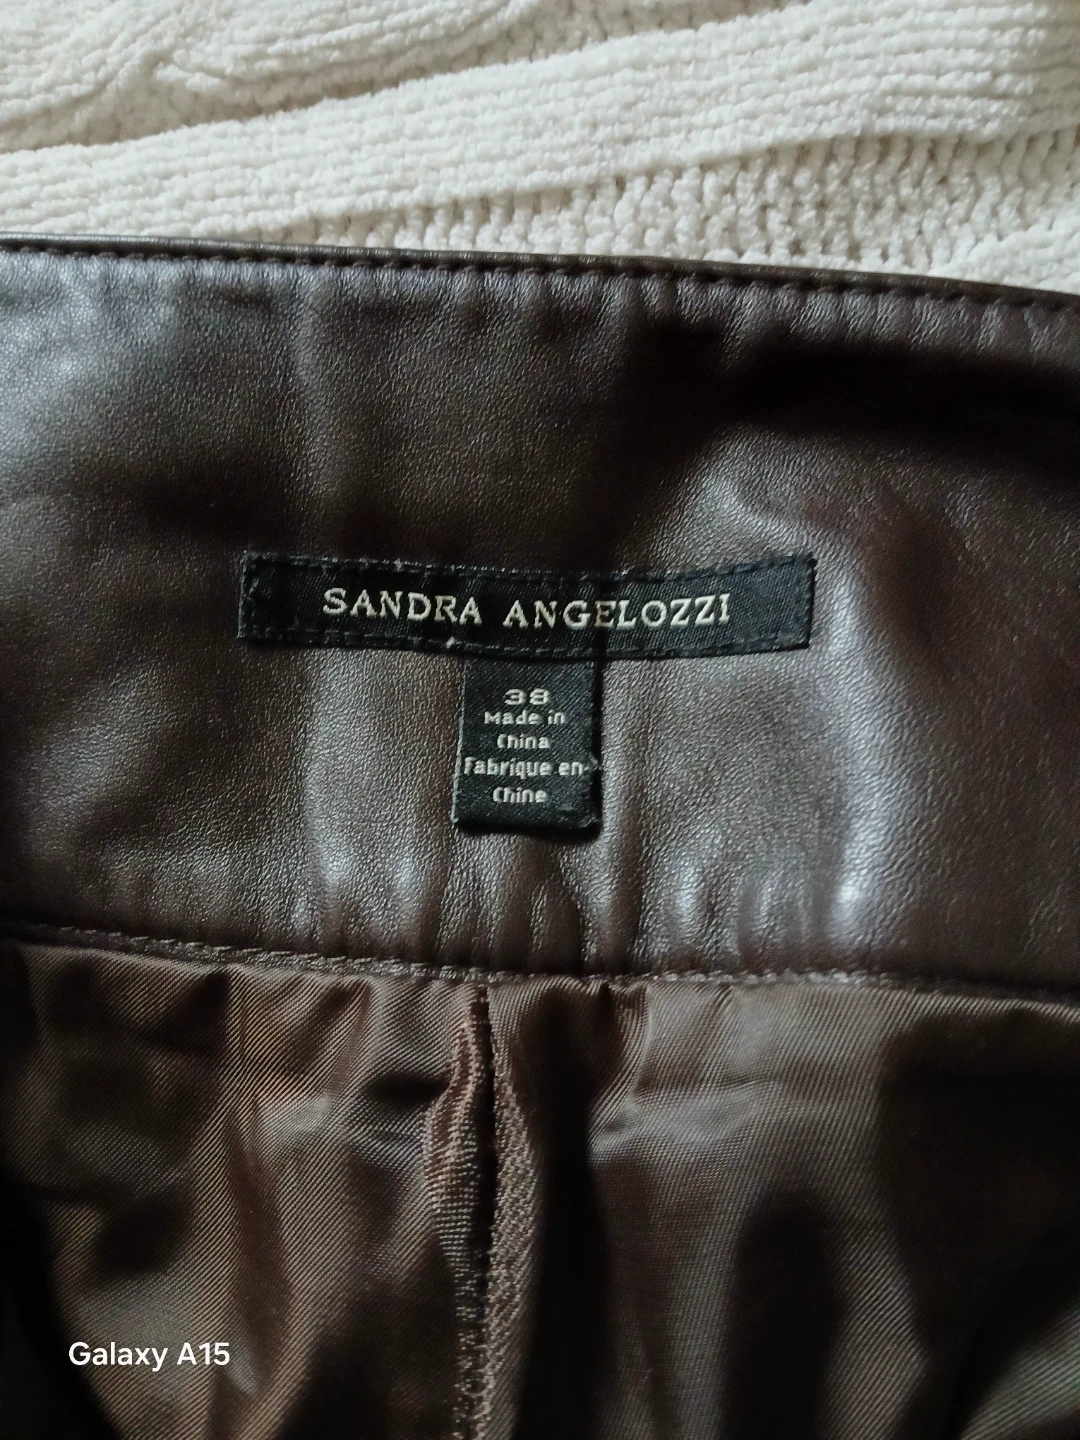 SANDRA ANGELOZZI
38
Made in
China
Fabrique en
Chine
Galaxy A15